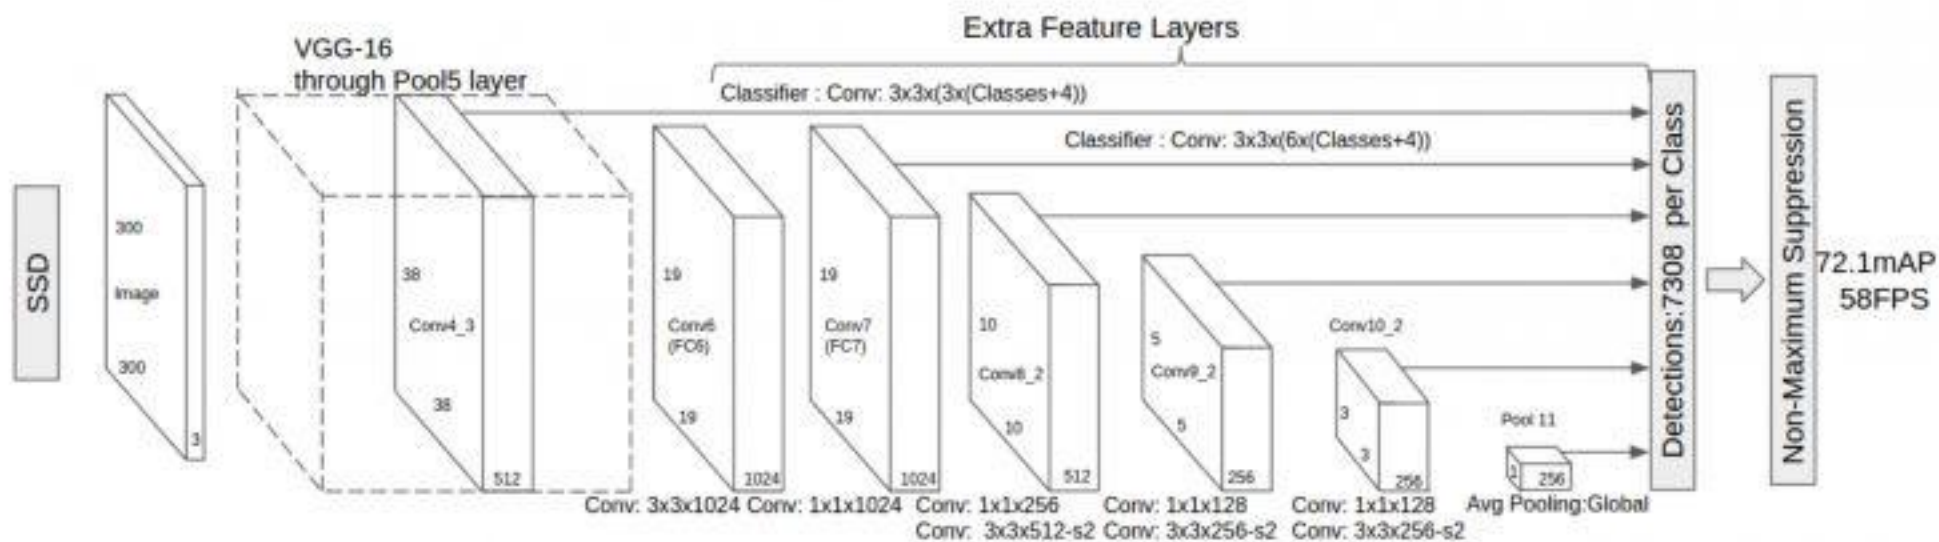 Extra Feature Layers
VGG-16
through Pool5 layer
Classifier : Conv: 3x3x(3x(Classes+4))
Classifier : Conv: 3x3x(6x(Classes+4))
SSD
300
Image
300
3
38
Conv4_3
38
512
19
Conv6
(FC6)
19
1024
19
Conv7
(FC7)
19
1024
10
Conv8_2
10
512
5
Conv9_2
5
256
Conv10_2
3
3
256
Pool 11
1
256
Conv: 3x3x1024
Conv: 1x1x1024
Conv: 1x1x256
Conv: 3x3x512-s2
Conv: 1x1x128
Conv: 3x3x256-s2
Conv: 1x1x128
Conv: 3x3x256-s2
Avg Pooling:Global
Detections:7308 per Class
Non-Maximum Suppression
72.1mAP
58FPS